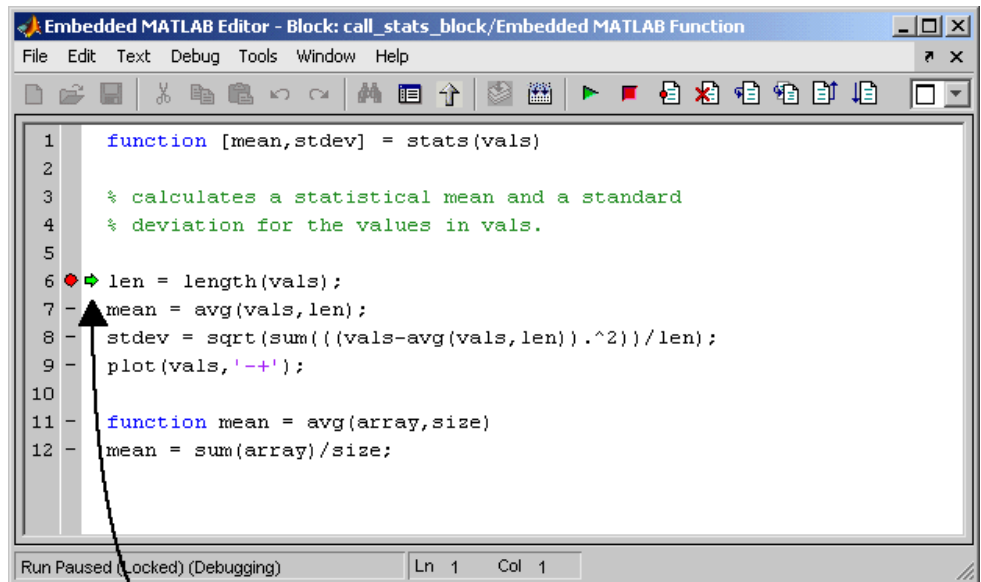 Embedded MATLAB Editor - Block: call_stats_block/Embedded MATLAB Function
File Edit Text Debug Tools Window Help
1 function [mean,stdev] = stats(vals)
2
3 % calculates a statistical mean and a standard
4 % deviation for the values in vals.
5
6 len = length(vals);
7 - mean = avg(vals,len);
8 - stdev = sqrt(sum(((vals-avg(vals,len)).^2))/len);
9 - plot(vals,'-+');
10
11 - function mean = avg(array,size)
12 - mean = sum(array)/size;
Run Paused (Locked) (Debugging) Ln 1 Col 1